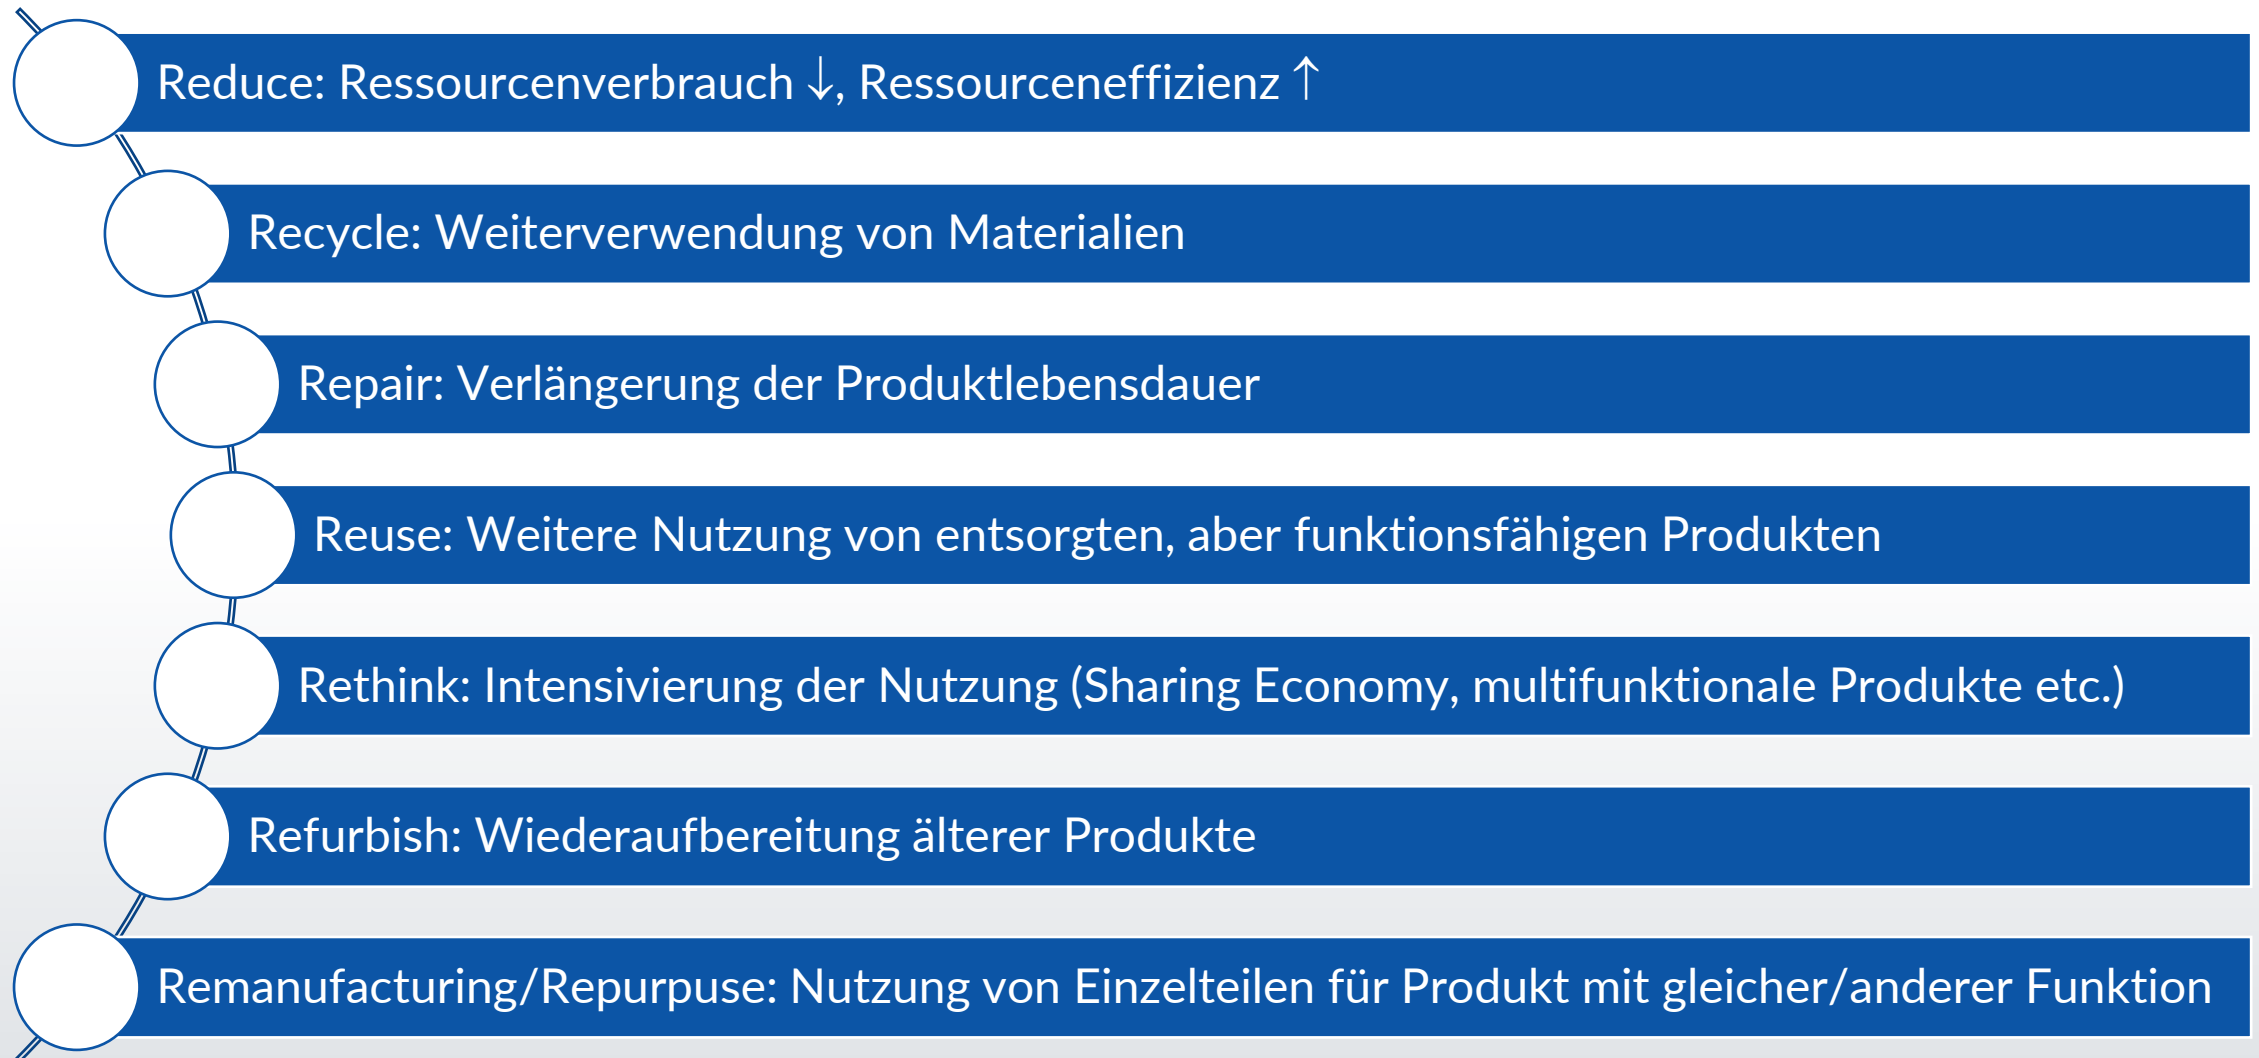 Reduce: Ressourcenverbrauch ↓, Ressourceneffizienz ↑
Recycle: Weiterverwendung von Materialien
Repair: Verlängerung der Produktlebensdauer
Reuse: Weitere Nutzung von entsorgten, aber funktionsfähigen Produkten
Rethink: Intensivierung der Nutzung (Sharing Economy, multifunktionale Produkte etc.)
Refurbish: Wiederaufbereitung älterer Produkte
Remanufacturing/Repurpuse: Nutzung von Einzelteilen für Produkt mit gleicher/anderer Funktion